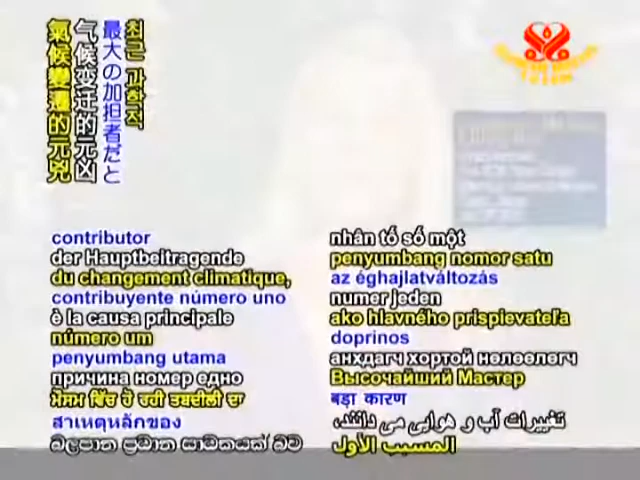 최근 과학적
最大の加担者だと
气候变迁的元凶
氣候變遷的元兇
contributor
der Hauptbeitragende
du changement climatique,
contribuyente número uno
è la causa principale
número um
penyumbang utama
причина номер едно
ਮੌਸਮ ਵਿੱਚ ਹੋ ਰਹੀ ਤਬਦੀਲੀ ਦਾ
สาเหตุหลักของ
බලපාන ප්‍රමාන සාමකයක් බව
nhân tố số một
penyumbang nomor satu
az éghajlatváltozás
numer jeden
ako hlavného prispievateľa
doprinos
анхдагч хортой нөлөөлөгч
Высочайший Мастер
बड़ा कारण
تغییرات آب و هوایی می دانند،
المسبب الأول